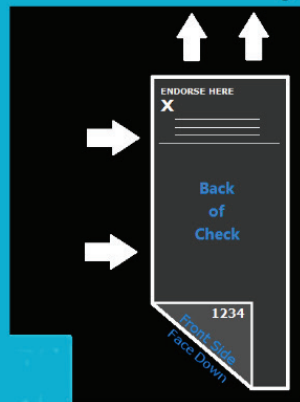 ENDORSE HERE
X
Back
of
Check
1234
Front Side
Face Down